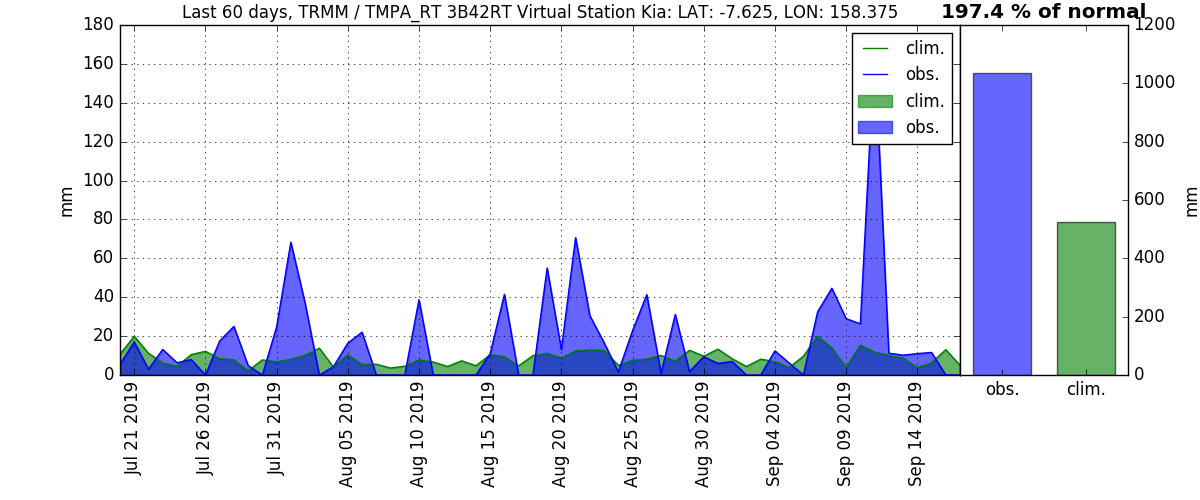 Last 60 days, TRMM / TMPA_RT 3B42RT Virtual Station Kia: LAT: -7.625, LON: 158.375
197.4 % of normal
180
160
140
120
100
80
60
40
20
0
mm
clim.
obs.
clim.
obs.
Jul 21 2019
Jul 26 2019
Jul 31 2019
Aug 05 2019
Aug 10 2019
Aug 15 2019
Aug 20 2019
Aug 25 2019
Aug 30 2019
Sep 04 2019
Sep 09 2019
Sep 14 2019
1200
1000
800
600
400
200
0
mm
obs.
clim.